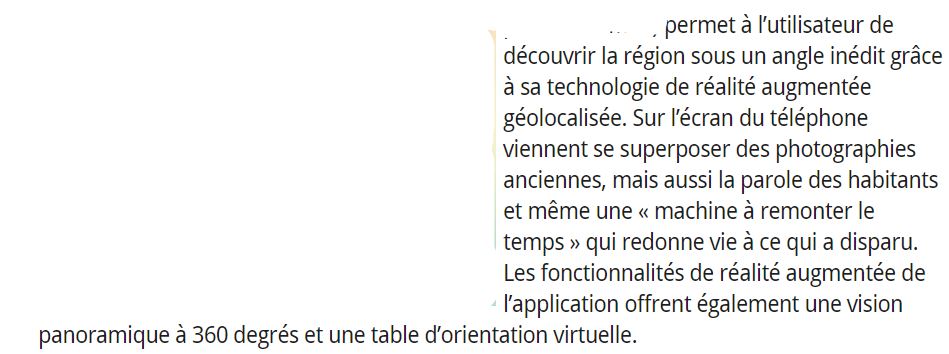 permet à l’utilisateur de
découvrir la région sous un angle inédit grâce
à sa technologie de réalité augmentée
géolocalisée. Sur l’écran du téléphone
viennent se superposer des photographies
anciennes, mais aussi la parole des habitants
et même une « machine à remonter le
temps » qui redonne vie à ce qui a disparu.
Les fonctionnalités de réalité augmentée de
l’application offrent également une vision
panoramique à 360 degrés et une table d’orientation virtuelle.